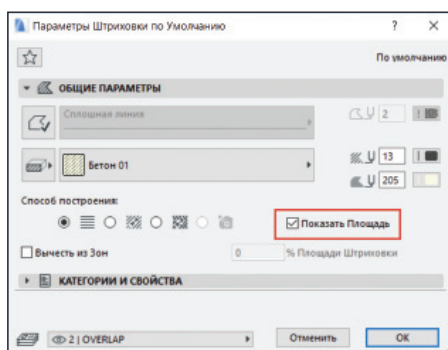 Параметры Штриховки по Умолчанию ? ×
По умолчанию
ОБЩИЕ ПАРАМЕТРЫ
Сплошная линия 2
Бетон 01 13
205
Способ построения:
Показать Площадь
Вычесть из Зон 0 % Площади Штриховки
КАТЕГОРИИ И СВОЙСТВА
2 | OVERLAP Отменить OK